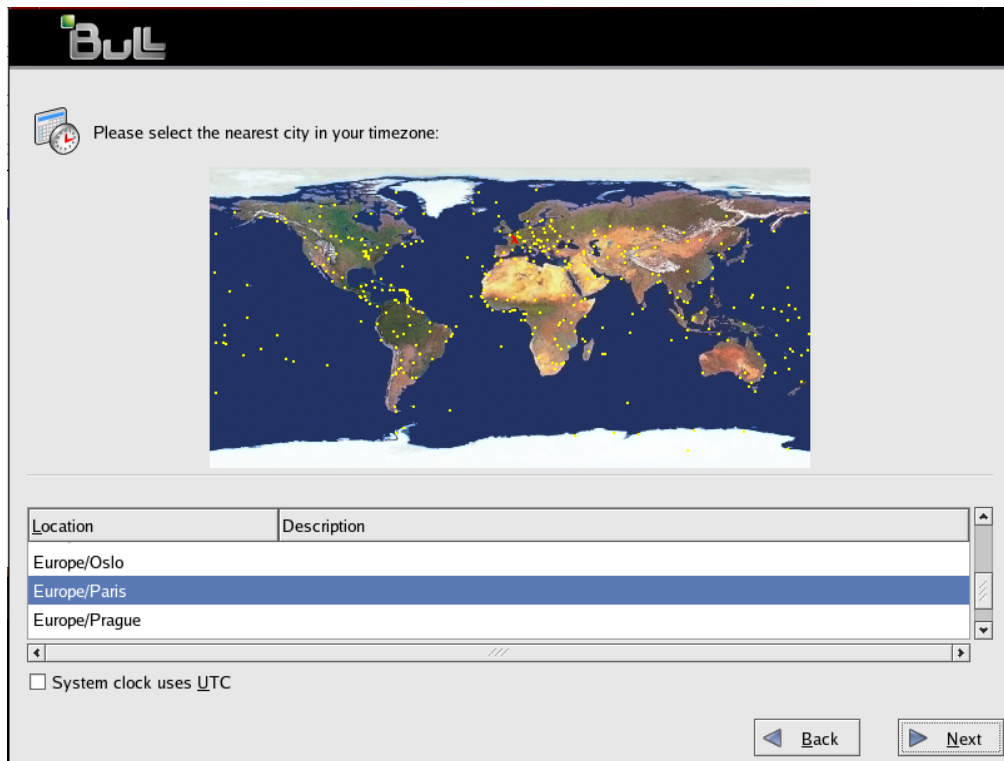 Bull
Please select the nearest city in your timezone:
Location Description
Europe/Oslo
Europe/Paris
Europe/Prague
System clock uses UTC
Back Next